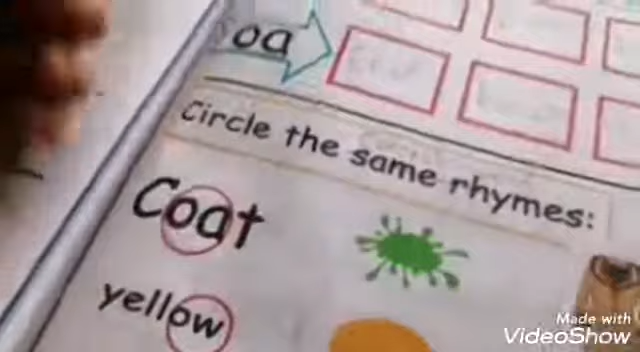 oa
Circle the same rhymes:
Coat
yellow
Made with
VideoShow